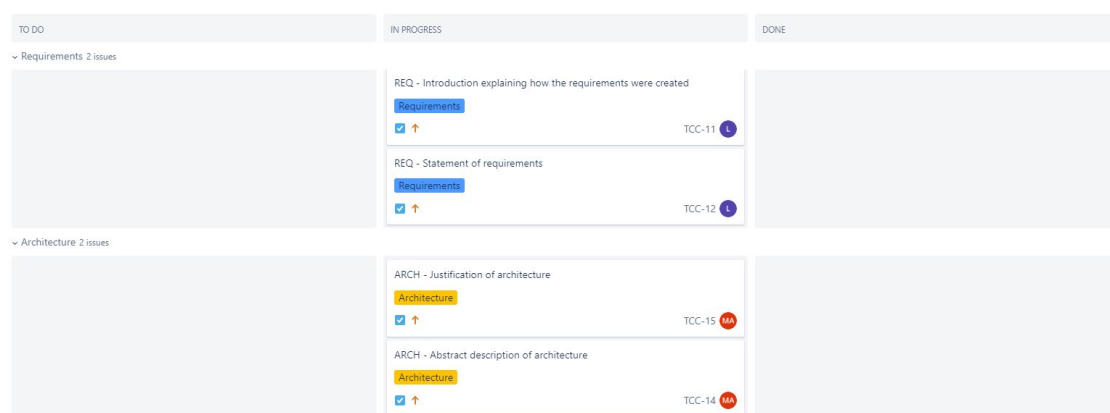 TO DO
IN PROGRESS
DONE
Requirements 2 issues
REQ - Introduction explaining how the requirements were created
Requirements
TCC-11 L
REQ - Statement of requirements
Requirements
TCC-12 L
Architecture 2 issues
ARCH - Justification of architecture
Architecture
TCC-15 MA
ARCH - Abstract description of architecture
Architecture
TCC-14 MA